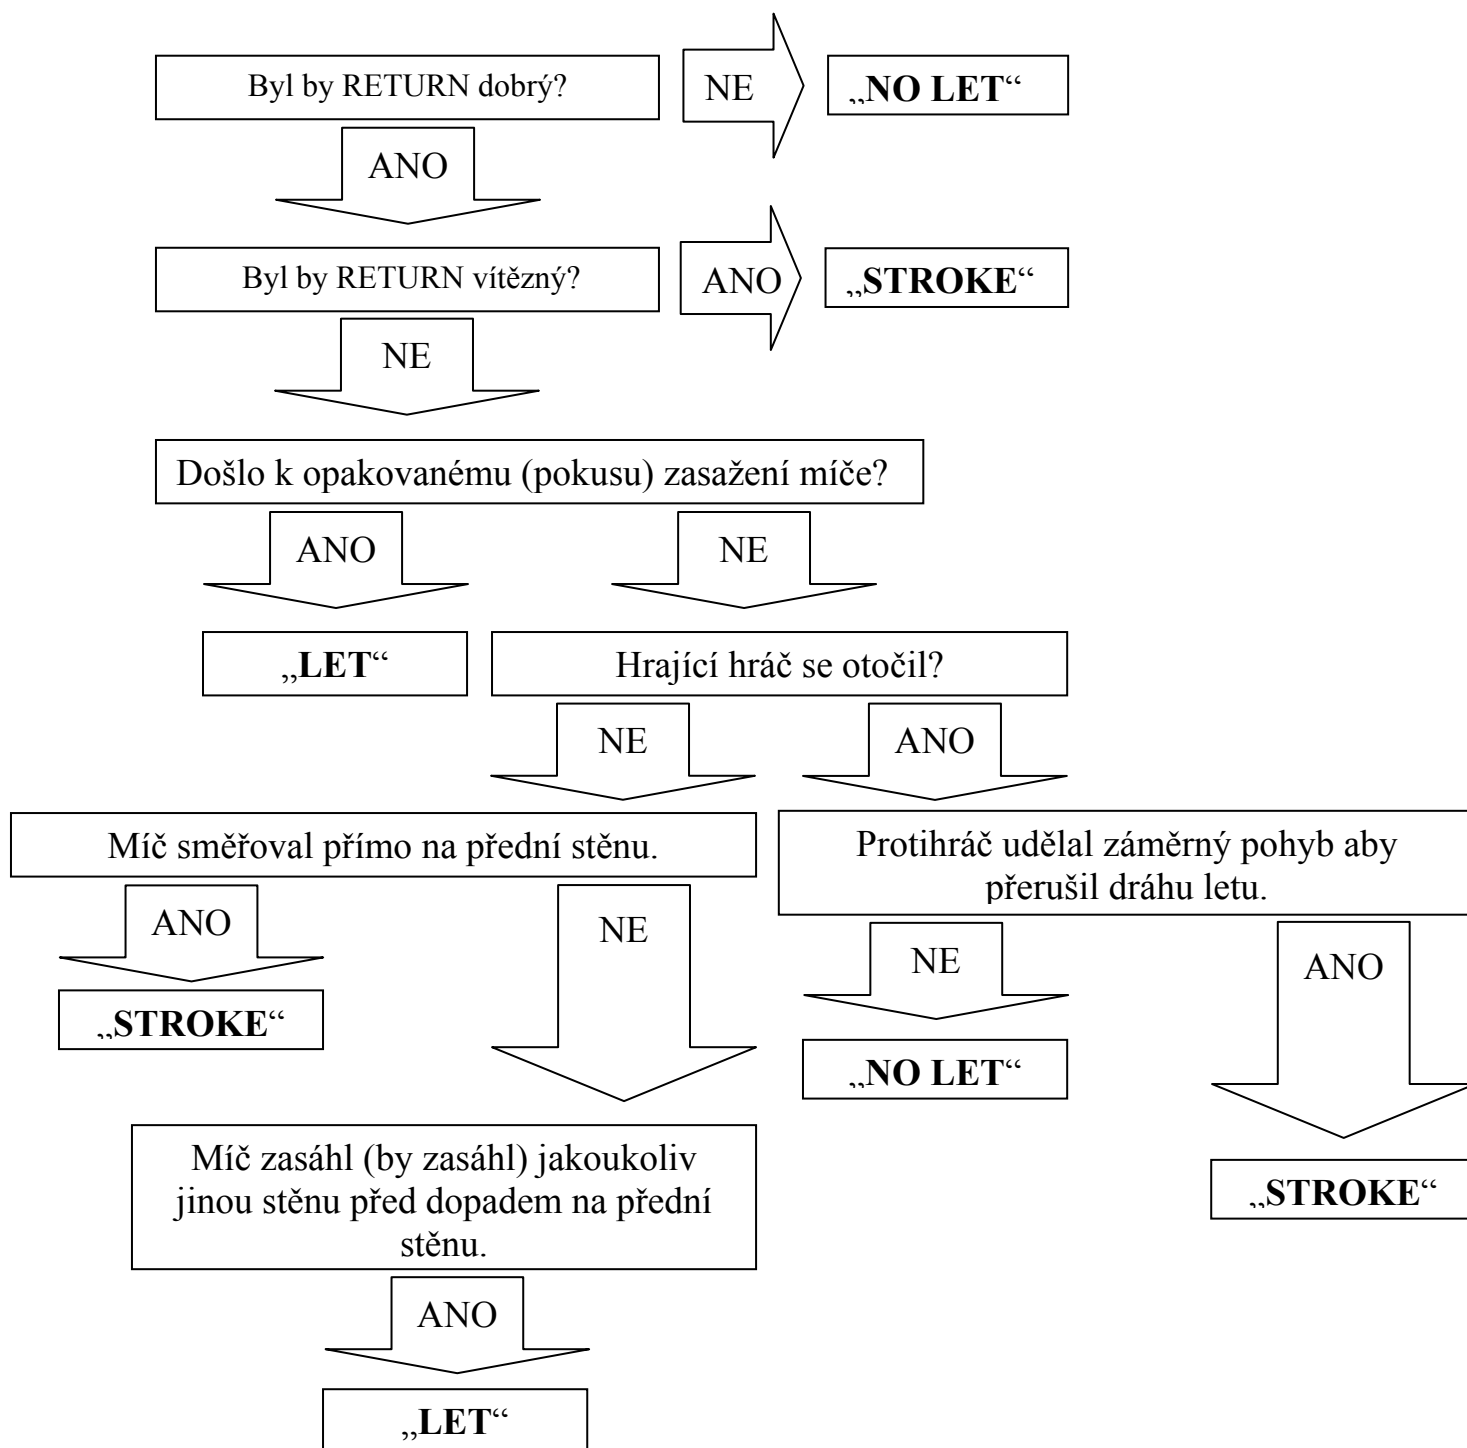 Byl by RETURN dobrý?
NE
„NO LET“
ANO
Byl by RETURN vítězný?
ANO
„STROKE“
NE
Došlo k opakovanému (pokusu) zasažení míče?
ANO
NE
„LET“
Hrající hráč se otočil?
NE
ANO
Míč směřoval přímo na přední stěnu.
Protihráč udělal záměrný pohyb aby
přerušil dráhu letu.
ANO
NE
NE
ANO
„STROKE“
„NO LET“
Míč zasáhl (by zasáhl) jakoukoliv
jinou stěnu před dopadem na přední
stěnu.
„STROKE“
ANO
„LET“